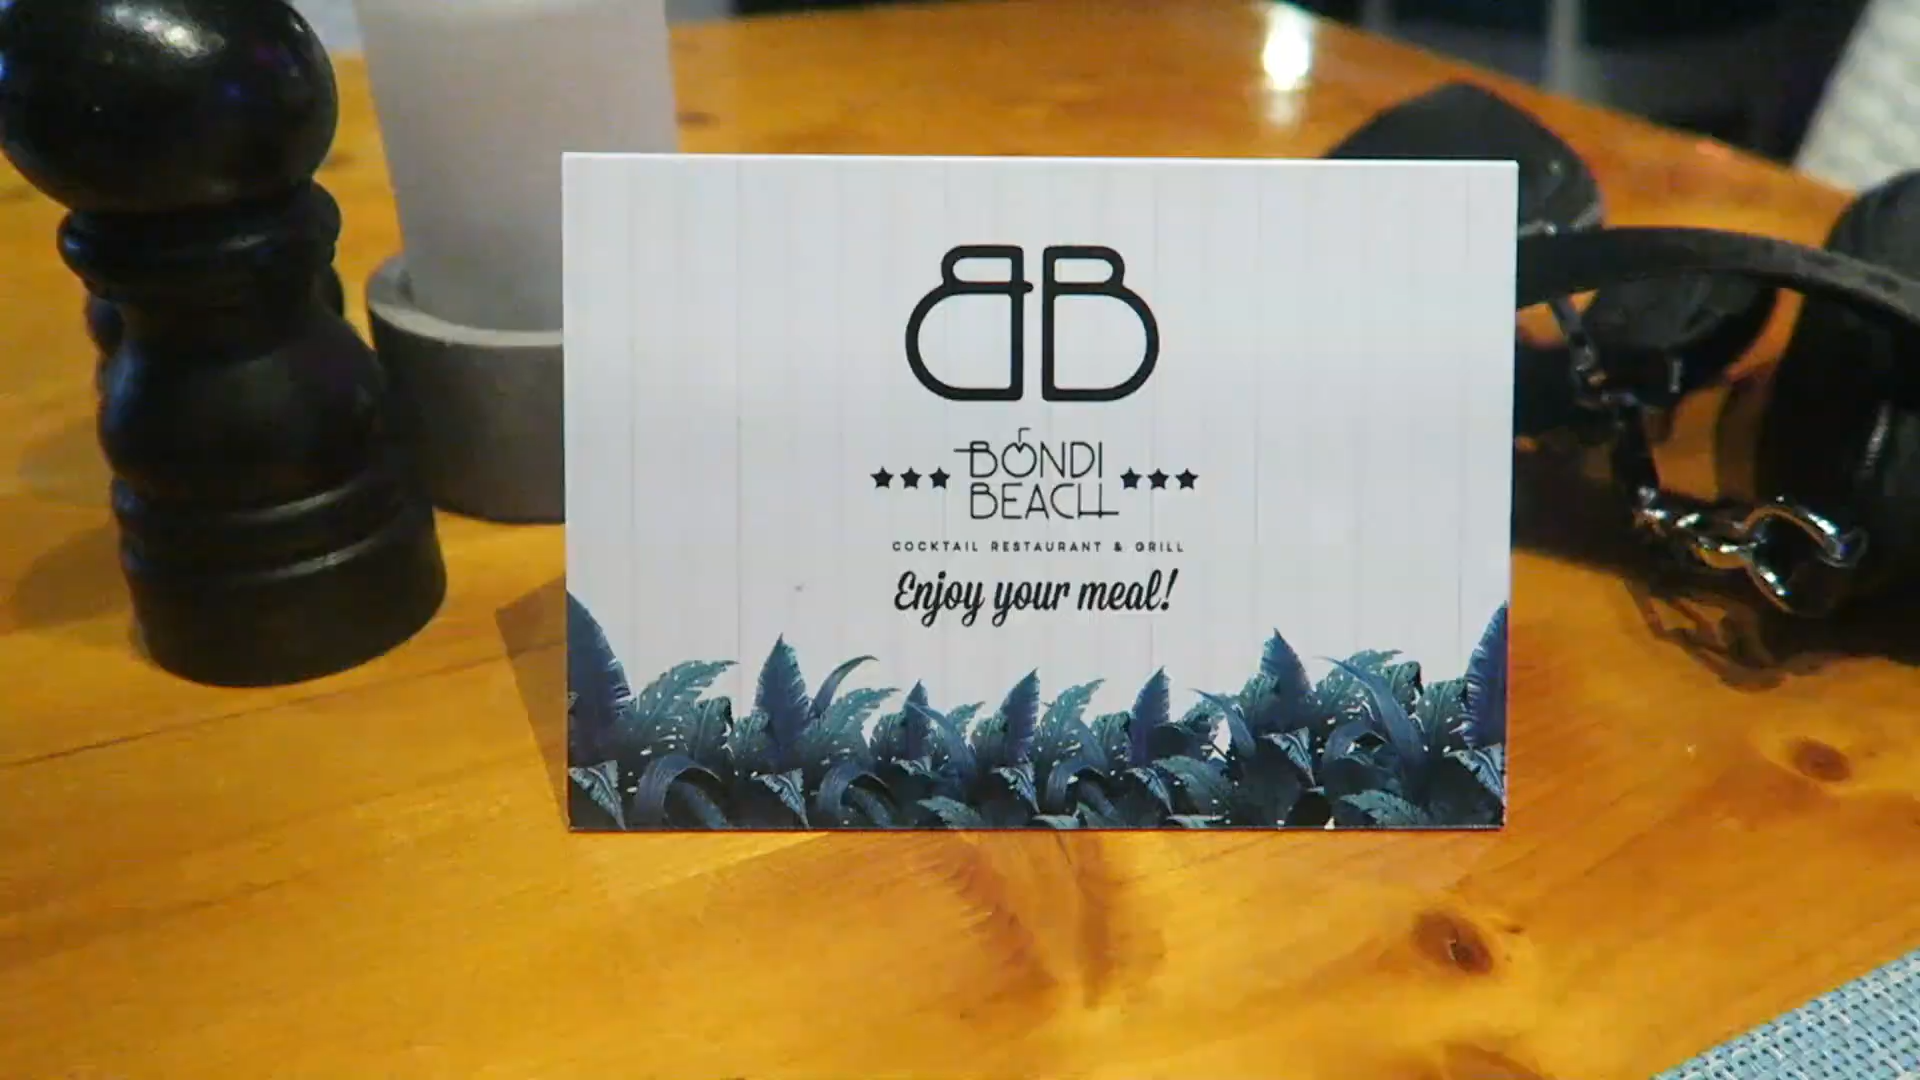 BB
BONDI
BEACH
COCKTAIL RESTAURANT & GRILL
Enjoy your meal!